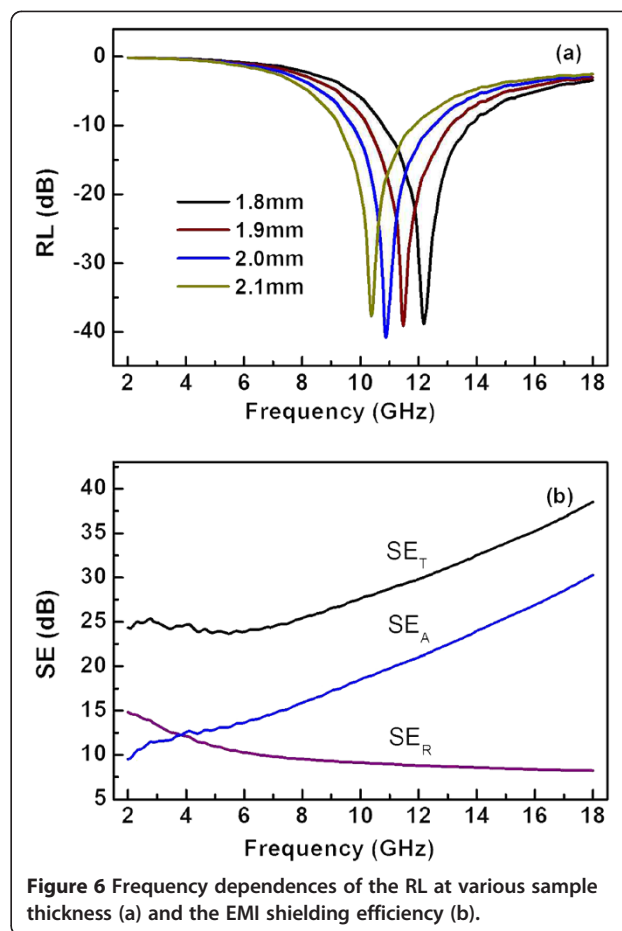 (a)
0
-10
-20
-30
-40
RL (dB)
1.8mm
1.9mm
2.0mm
2.1mm
2 4 6 8 10 12 14 16 18
Frequency (GHz)
(b)
40
35
30
25
20
15
10
5
SE (dB)
SE_T
SE_A
SE_R
2 4 6 8 10 12 14 16 18
Frequency (GHz)
Figure 6 Frequency dependences of the RL at various sample
thickness (a) and the EMI shielding efficiency (b).